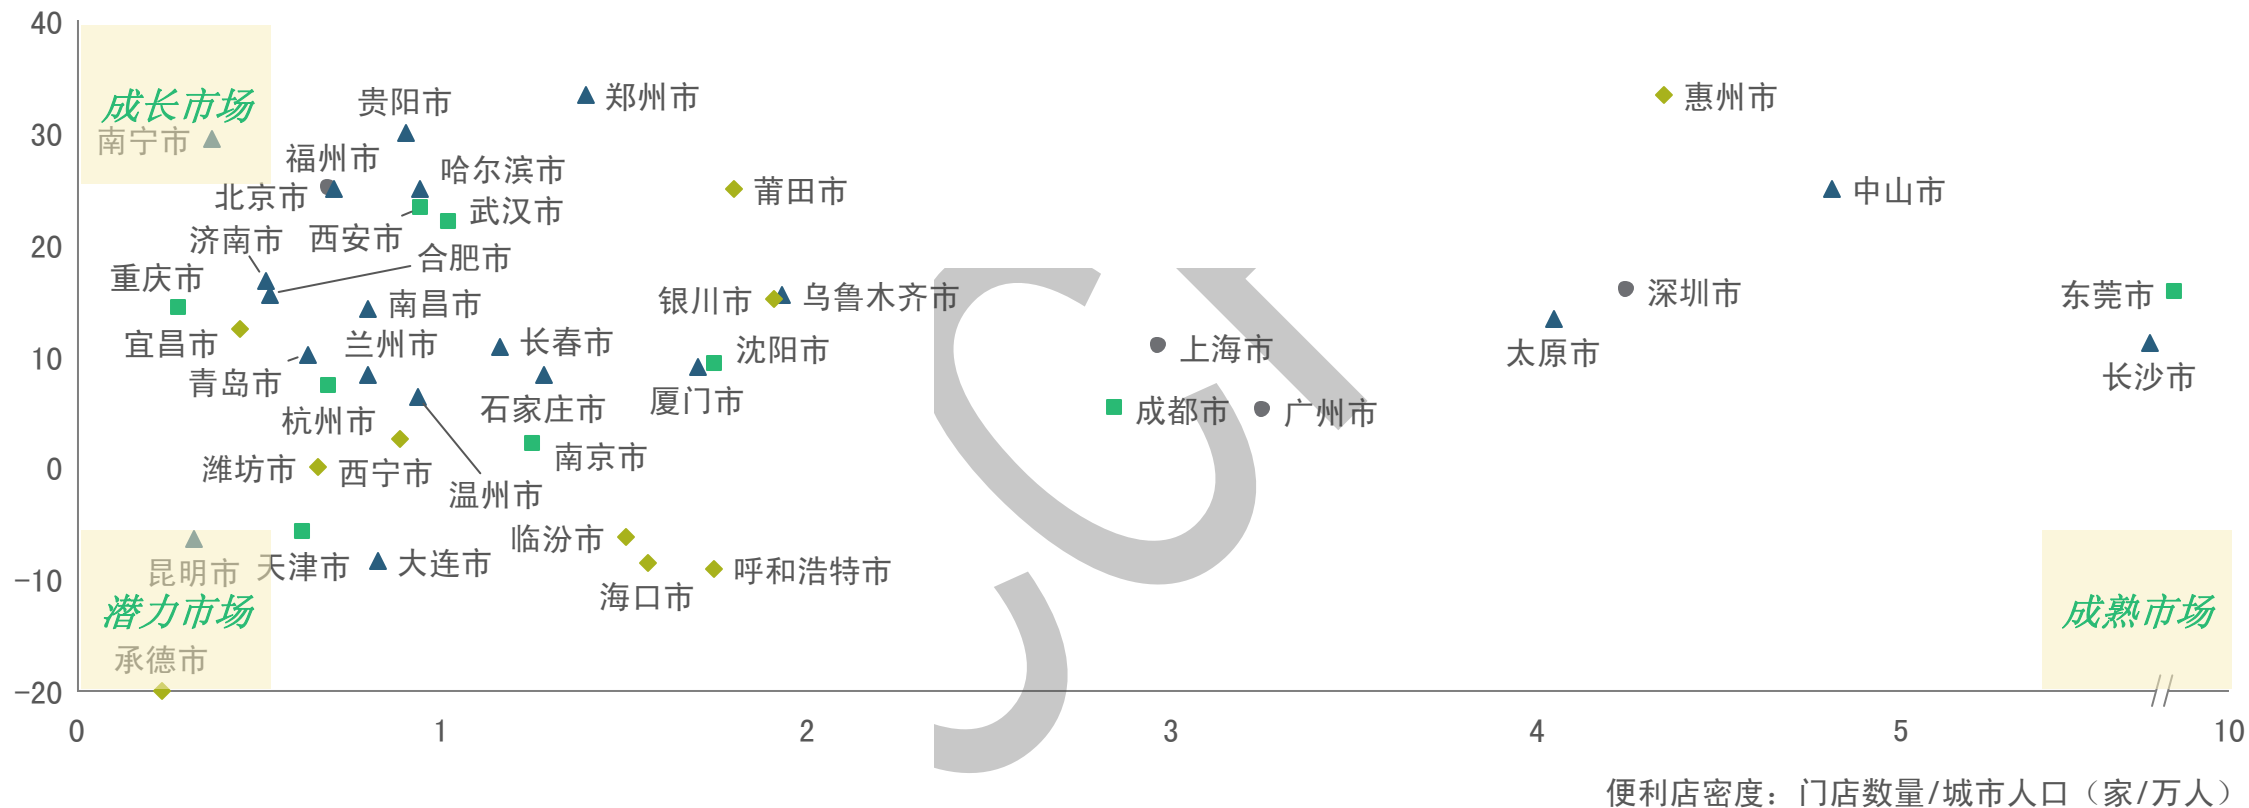 40
成长市场
贵阳市
郑州市
惠州市
30
南宁市
福州市
哈尔滨市
北京市
莆田市
中山市
武汉市
西安市
济南市
20
合肥市
重庆市
深圳市
东莞市
银川市
乌鲁木齐市
南昌市
宜昌市
兰州市
长春市
沈阳市
上海市
太原市
10
长沙市
青岛市
厦门市
石家庄市
成都市
广州市
杭州市
南京市
0
潍坊市
西宁市
温州市
临汾市
天津市
大连市
呼和浩特市
昆明市
-10
海口市
潜力市场
成熟市场
承德市
-20
0
1
2
3
4
5
10
便利店密度：门店数量/城市人口（家/万人）